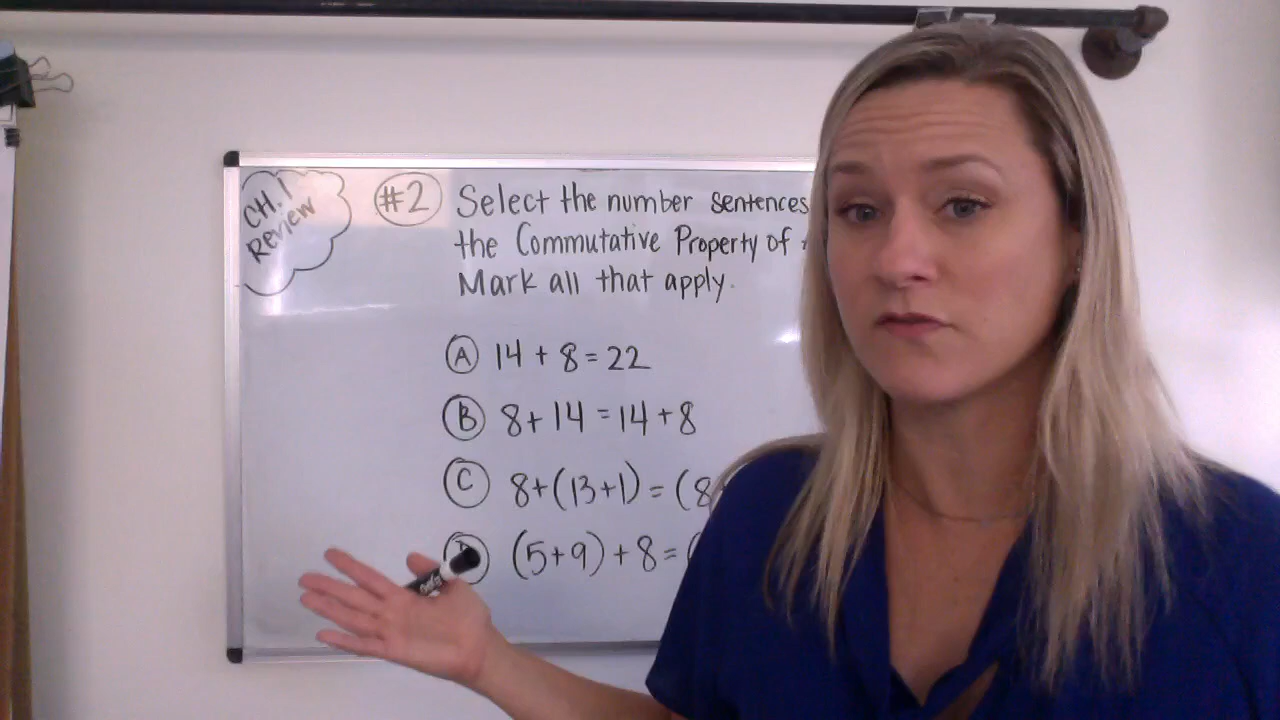 CH. 1
Review
#2 Select the number sentences
the Commutative Property of
Mark all that apply.
A 14 + 8 = 22
B 8 + 14 = 14 + 8
C 8+(13+1) = (8
D (5+9) + 8 = (